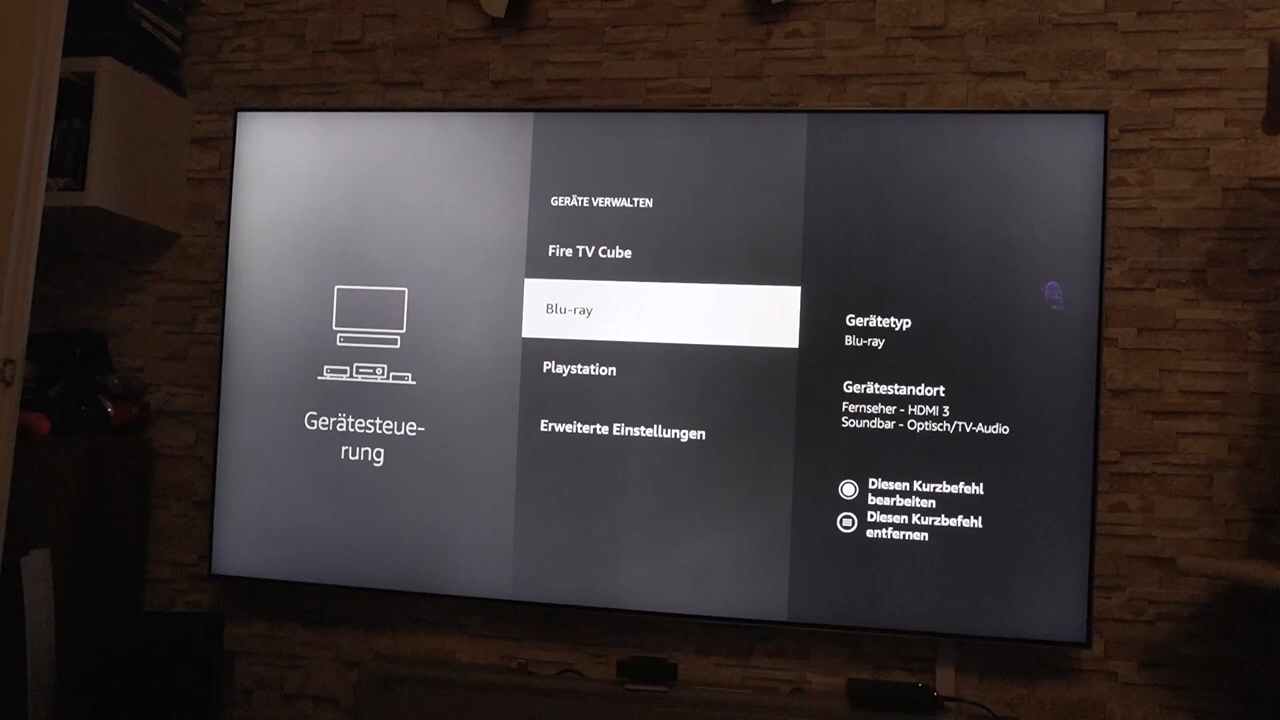 GERÄTE VERWALTEN
Fire TV Cube
Blu-ray
Playstation
Erweiterte Einstellungen
Gerätesteue-
rung
Gerätetyp
Blu-ray
Gerätestandort
Fernseher - HDMI 3
Soundbar - Optisch/TV-Audio
Diesen Kurzbefehl
bearbeiten
Diesen Kurzbefehl
entfernen